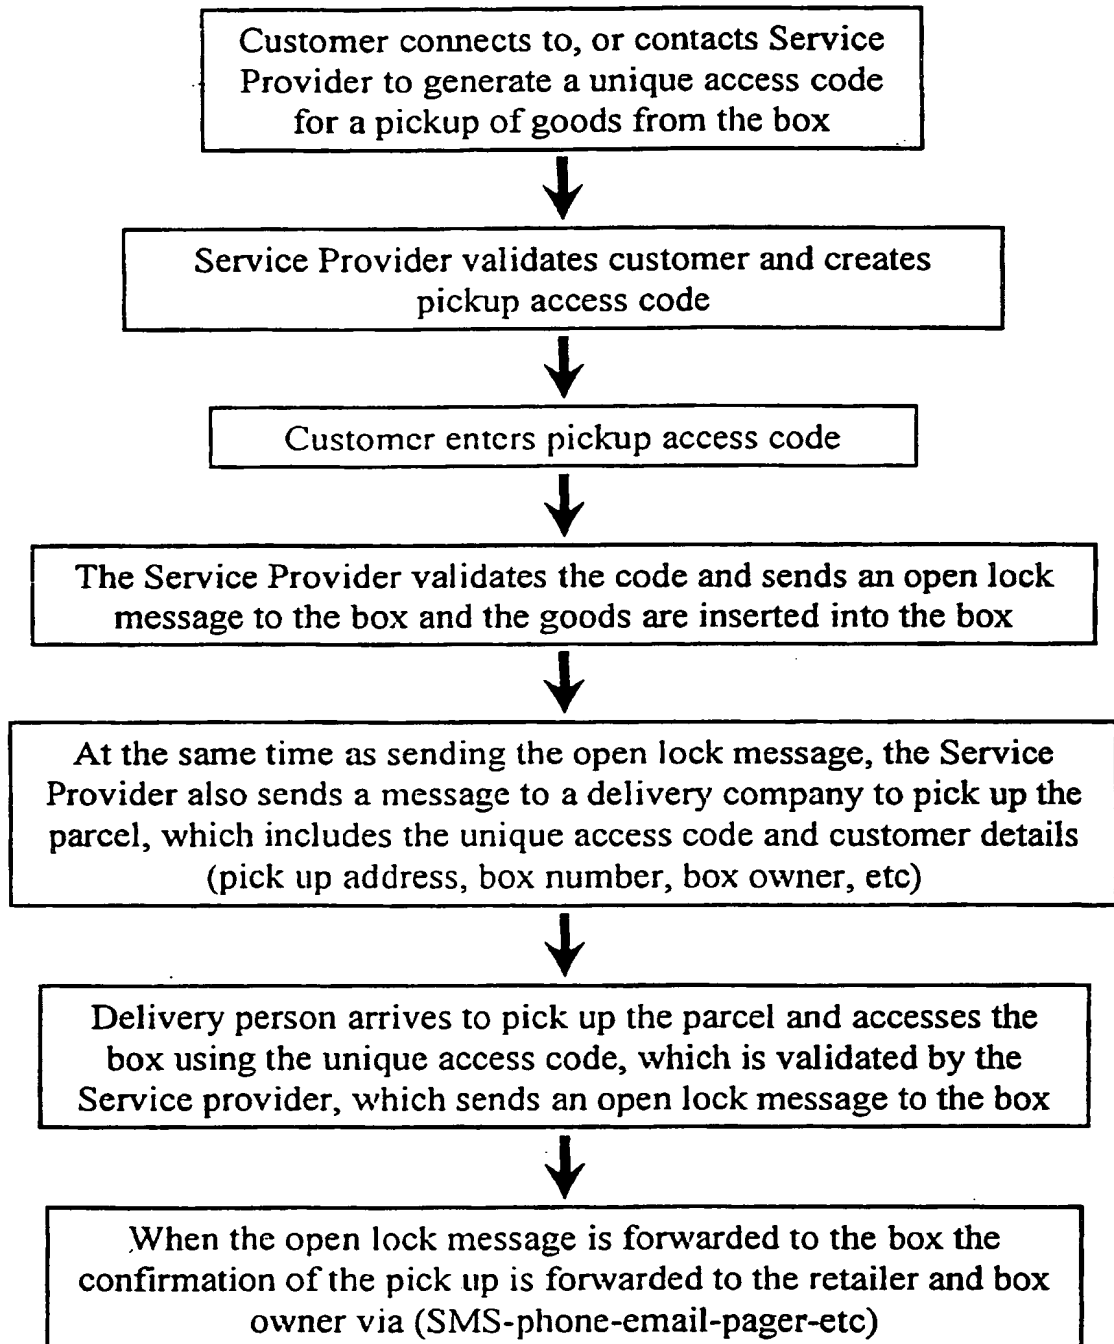 Customer connects to, or contacts Service
Provider to generate a unique access code
for a pickup of goods from the box
Service Provider validates customer and creates
pickup access code
Customer enters pickup access code
The Service Provider validates the code and sends an open lock
message to the box and the goods are inserted into the box
At the same time as sending the open lock message, the Service
Provider also sends a message to a delivery company to pick up the
parcel, which includes the unique access code and customer details
(pick up address, box number, box owner, etc)
Delivery person arrives to pick up the parcel and accesses the
box using the unique access code, which is validated by the
Service provider, which sends an open lock message to the box
When the open lock message is forwarded to the box the
confirmation of the pick up is forwarded to the retailer and box
owner via (SMS-phone-email-pager-etc)